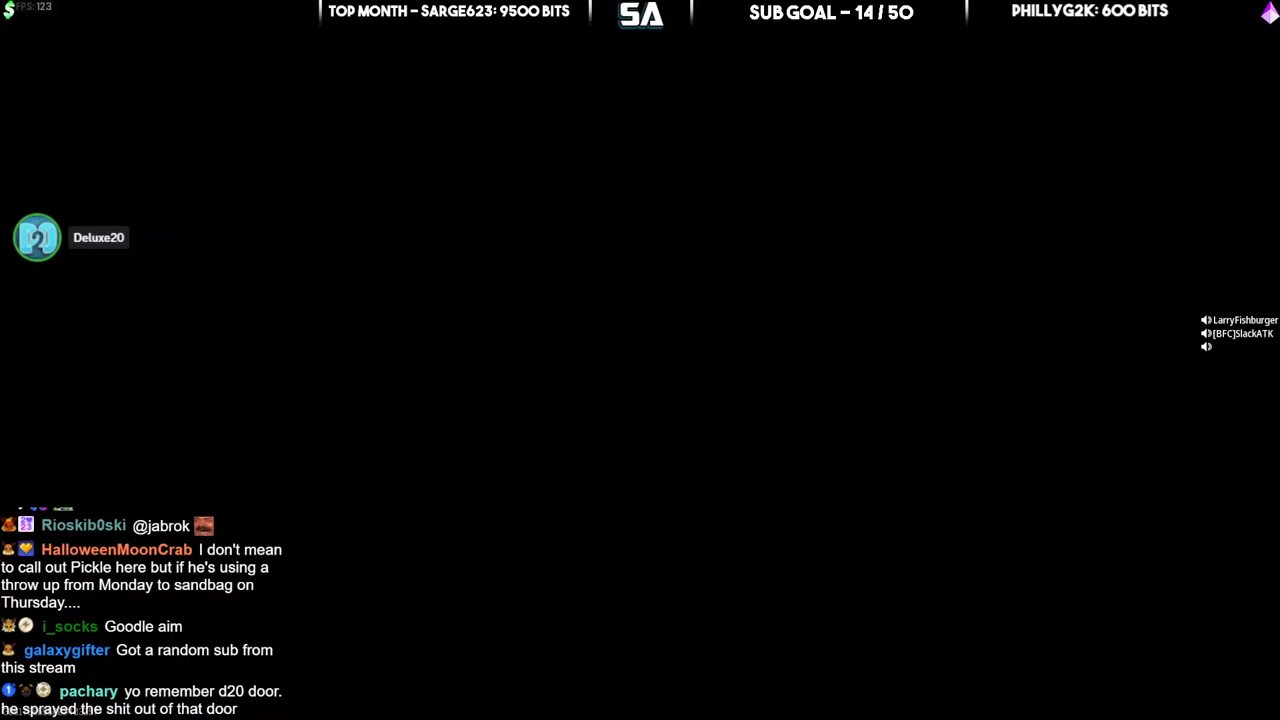 FPS: 123
TOP MONTH - SARGE623: 9500 BITS
SA
SUB GOAL - 14 / 50
PHILLYG2K: 600 BITS
Deluxe20
LarryFishburger
[BFC]SlackATK
Rioskib0ski @jabrok
HalloweenMoonCrab I don't mean
to call out Pickle here but if he's using a
throw up from Monday to sandbag on
Thursday....
i_socks Goodle aim
galaxygifter Got a random sub from
this stream
pachary yo remember d20 door.
he sprayed the shit out of that door